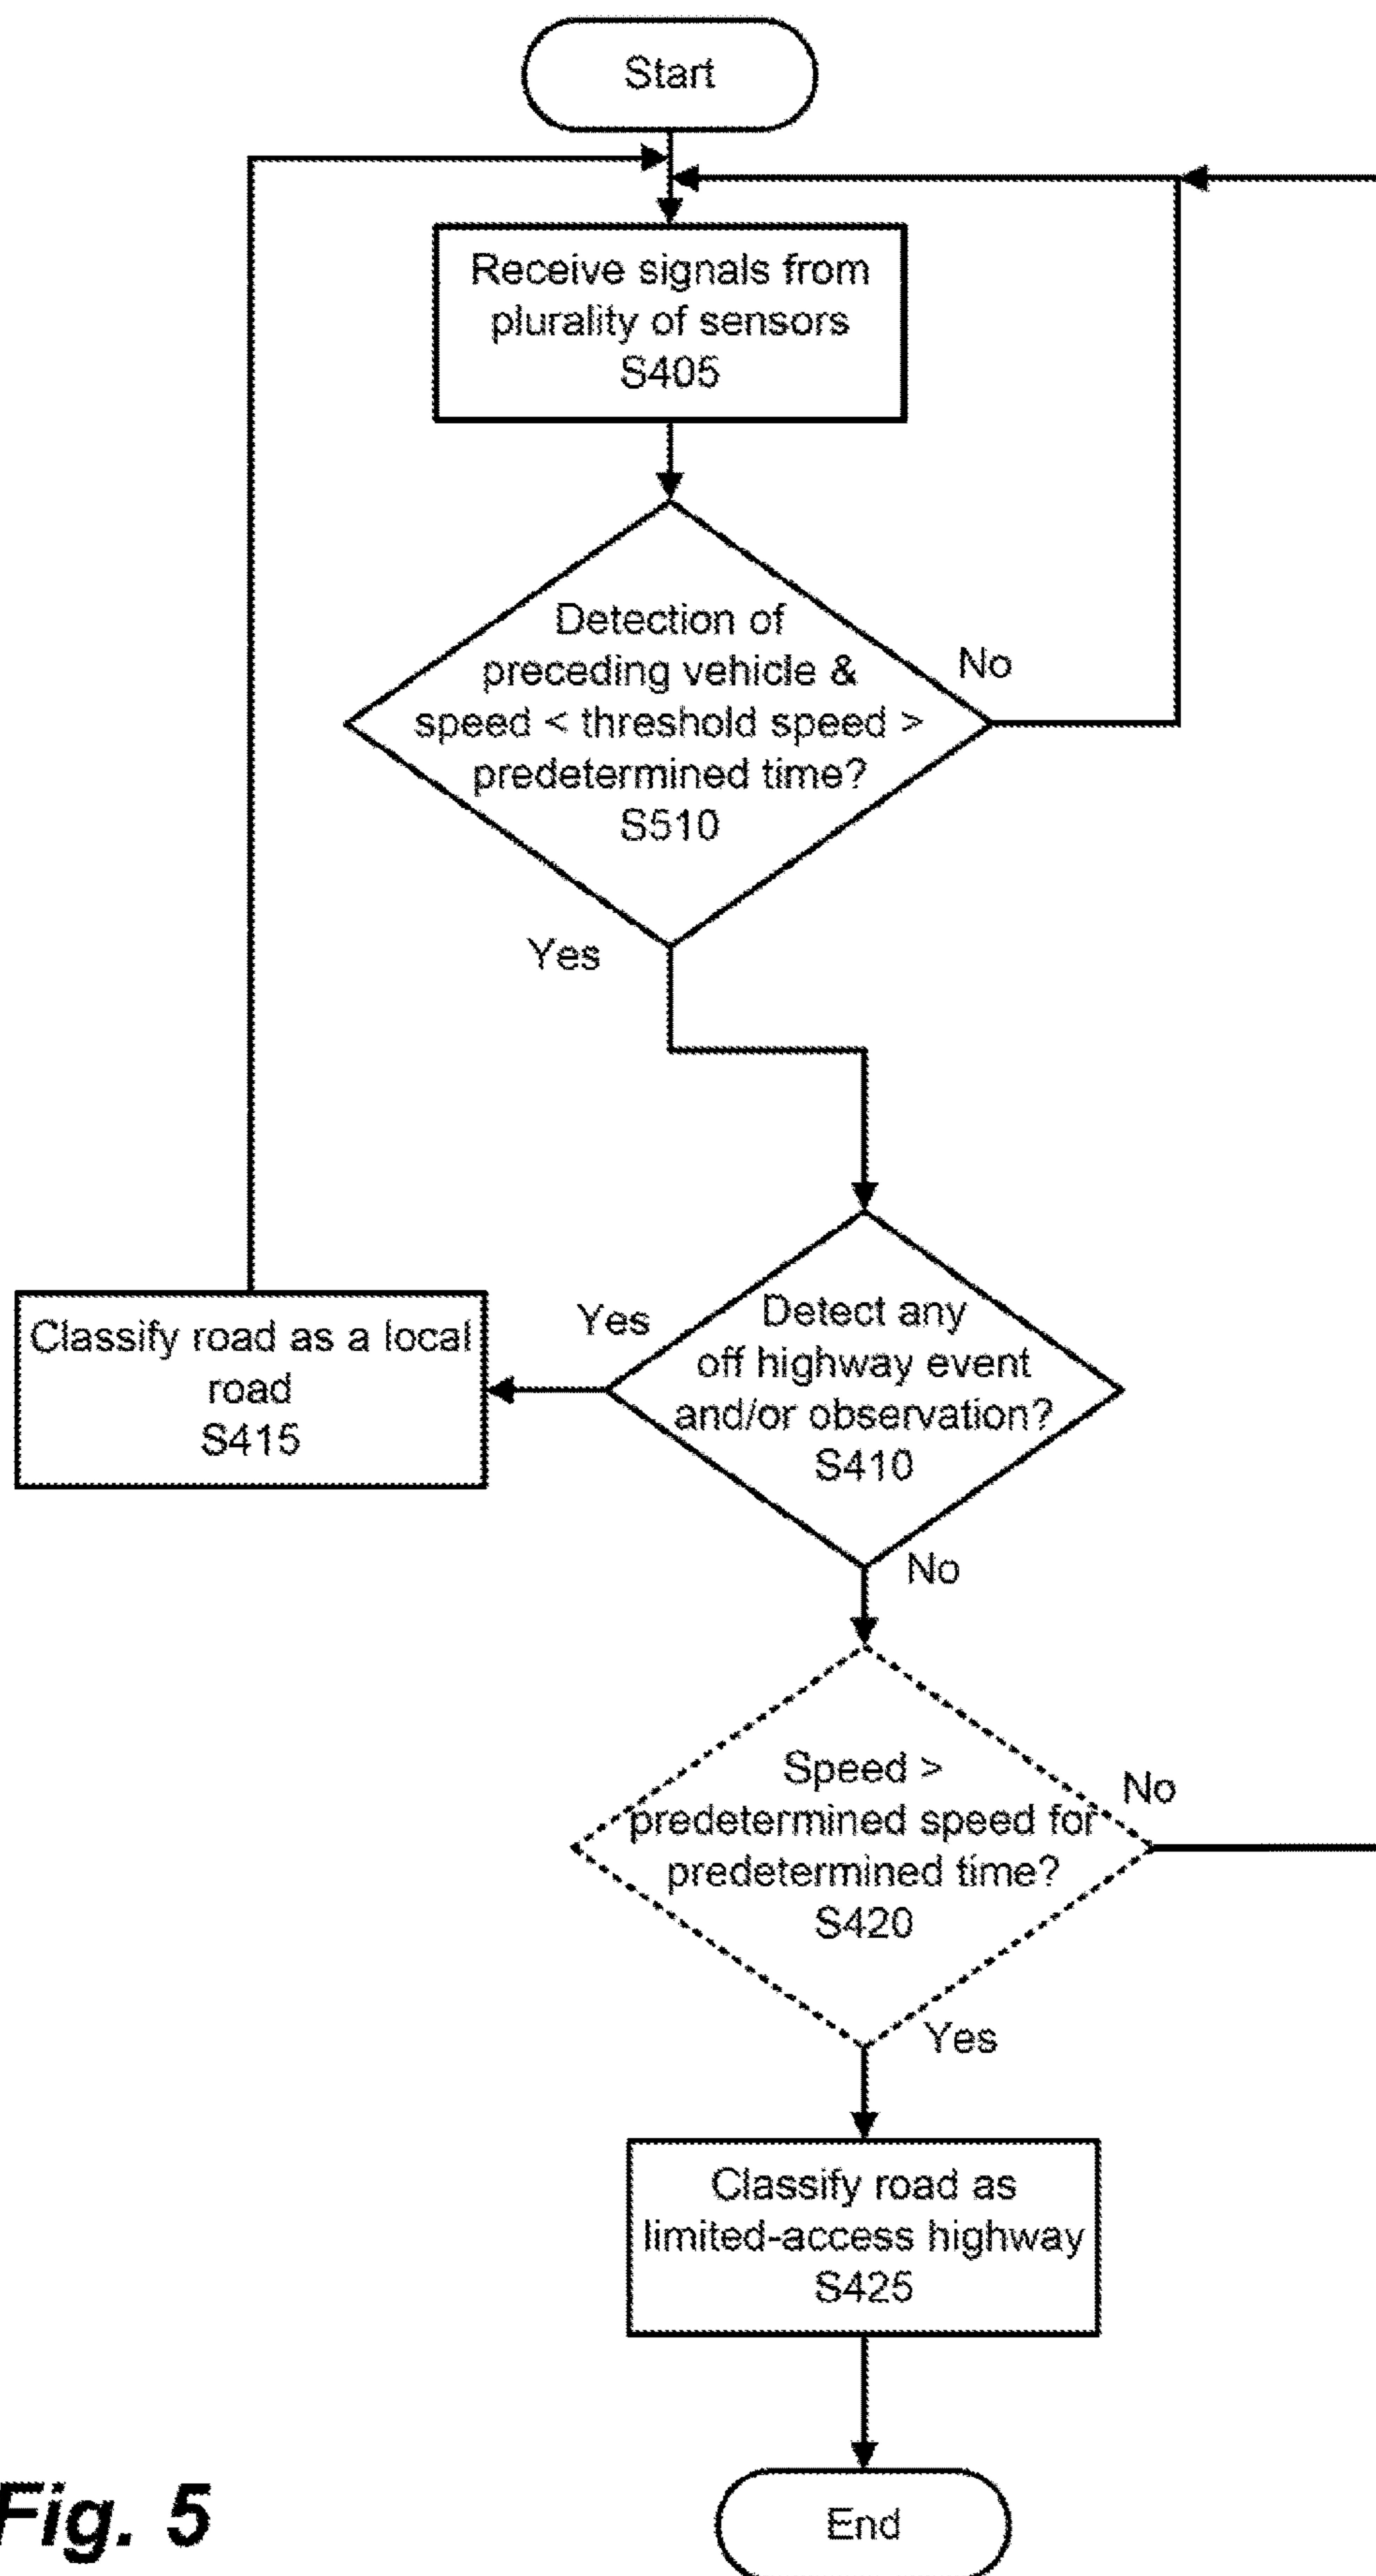 Start
Receive signals from
plurality of sensors
S405
Detection of
preceding vehicle &
speed < threshold speed >
predetermined time?
S510
No
Yes
Classify road as a local
road
S415
Yes
Detect any
off highway event
and/or observation?
S410
No
Speed >
predetermined speed for
predetermined time?
S420
No
Yes
Classify road as
limited-access highway
S425
End
Fig. 5